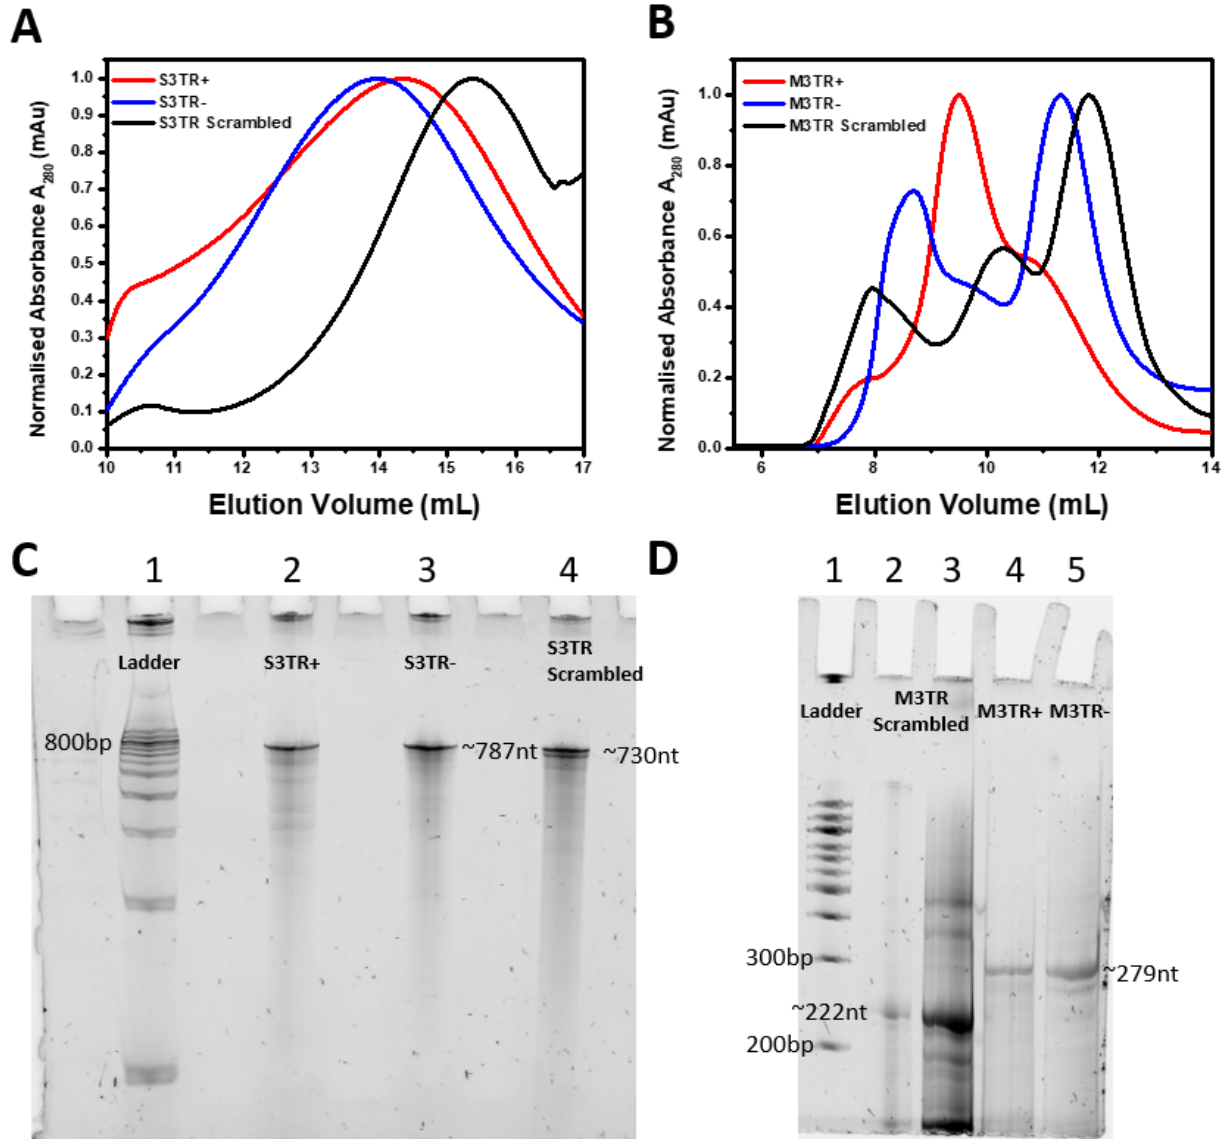 A
S3TR+
S3TR-
S3TR Scrambled
Normalised Absorbance A280 (mAu)
1.0
0.9
0.8
0.7
0.6
0.5
0.4
0.3
0.2
0.1
0.0
10 11 12 13 14 15 16 17
Elution Volume (mL)
B
M3TR+
M3TR-
M3TR Scrambled
Normalised Absorbance A280 (mAu)
1.0
0.8
0.6
0.4
0.2
0.0
6 8 10 12 14
Elution Volume (mL)
C
1 2 3 4
Ladder S3TR+ S3TR- S3TR
Scrambled
800bp ~787nt ~730nt
D
1 2 3 4 5
Ladder M3TR
Scrambled M3TR+ M3TR-
300bp
~279nt
~222nt
200bp